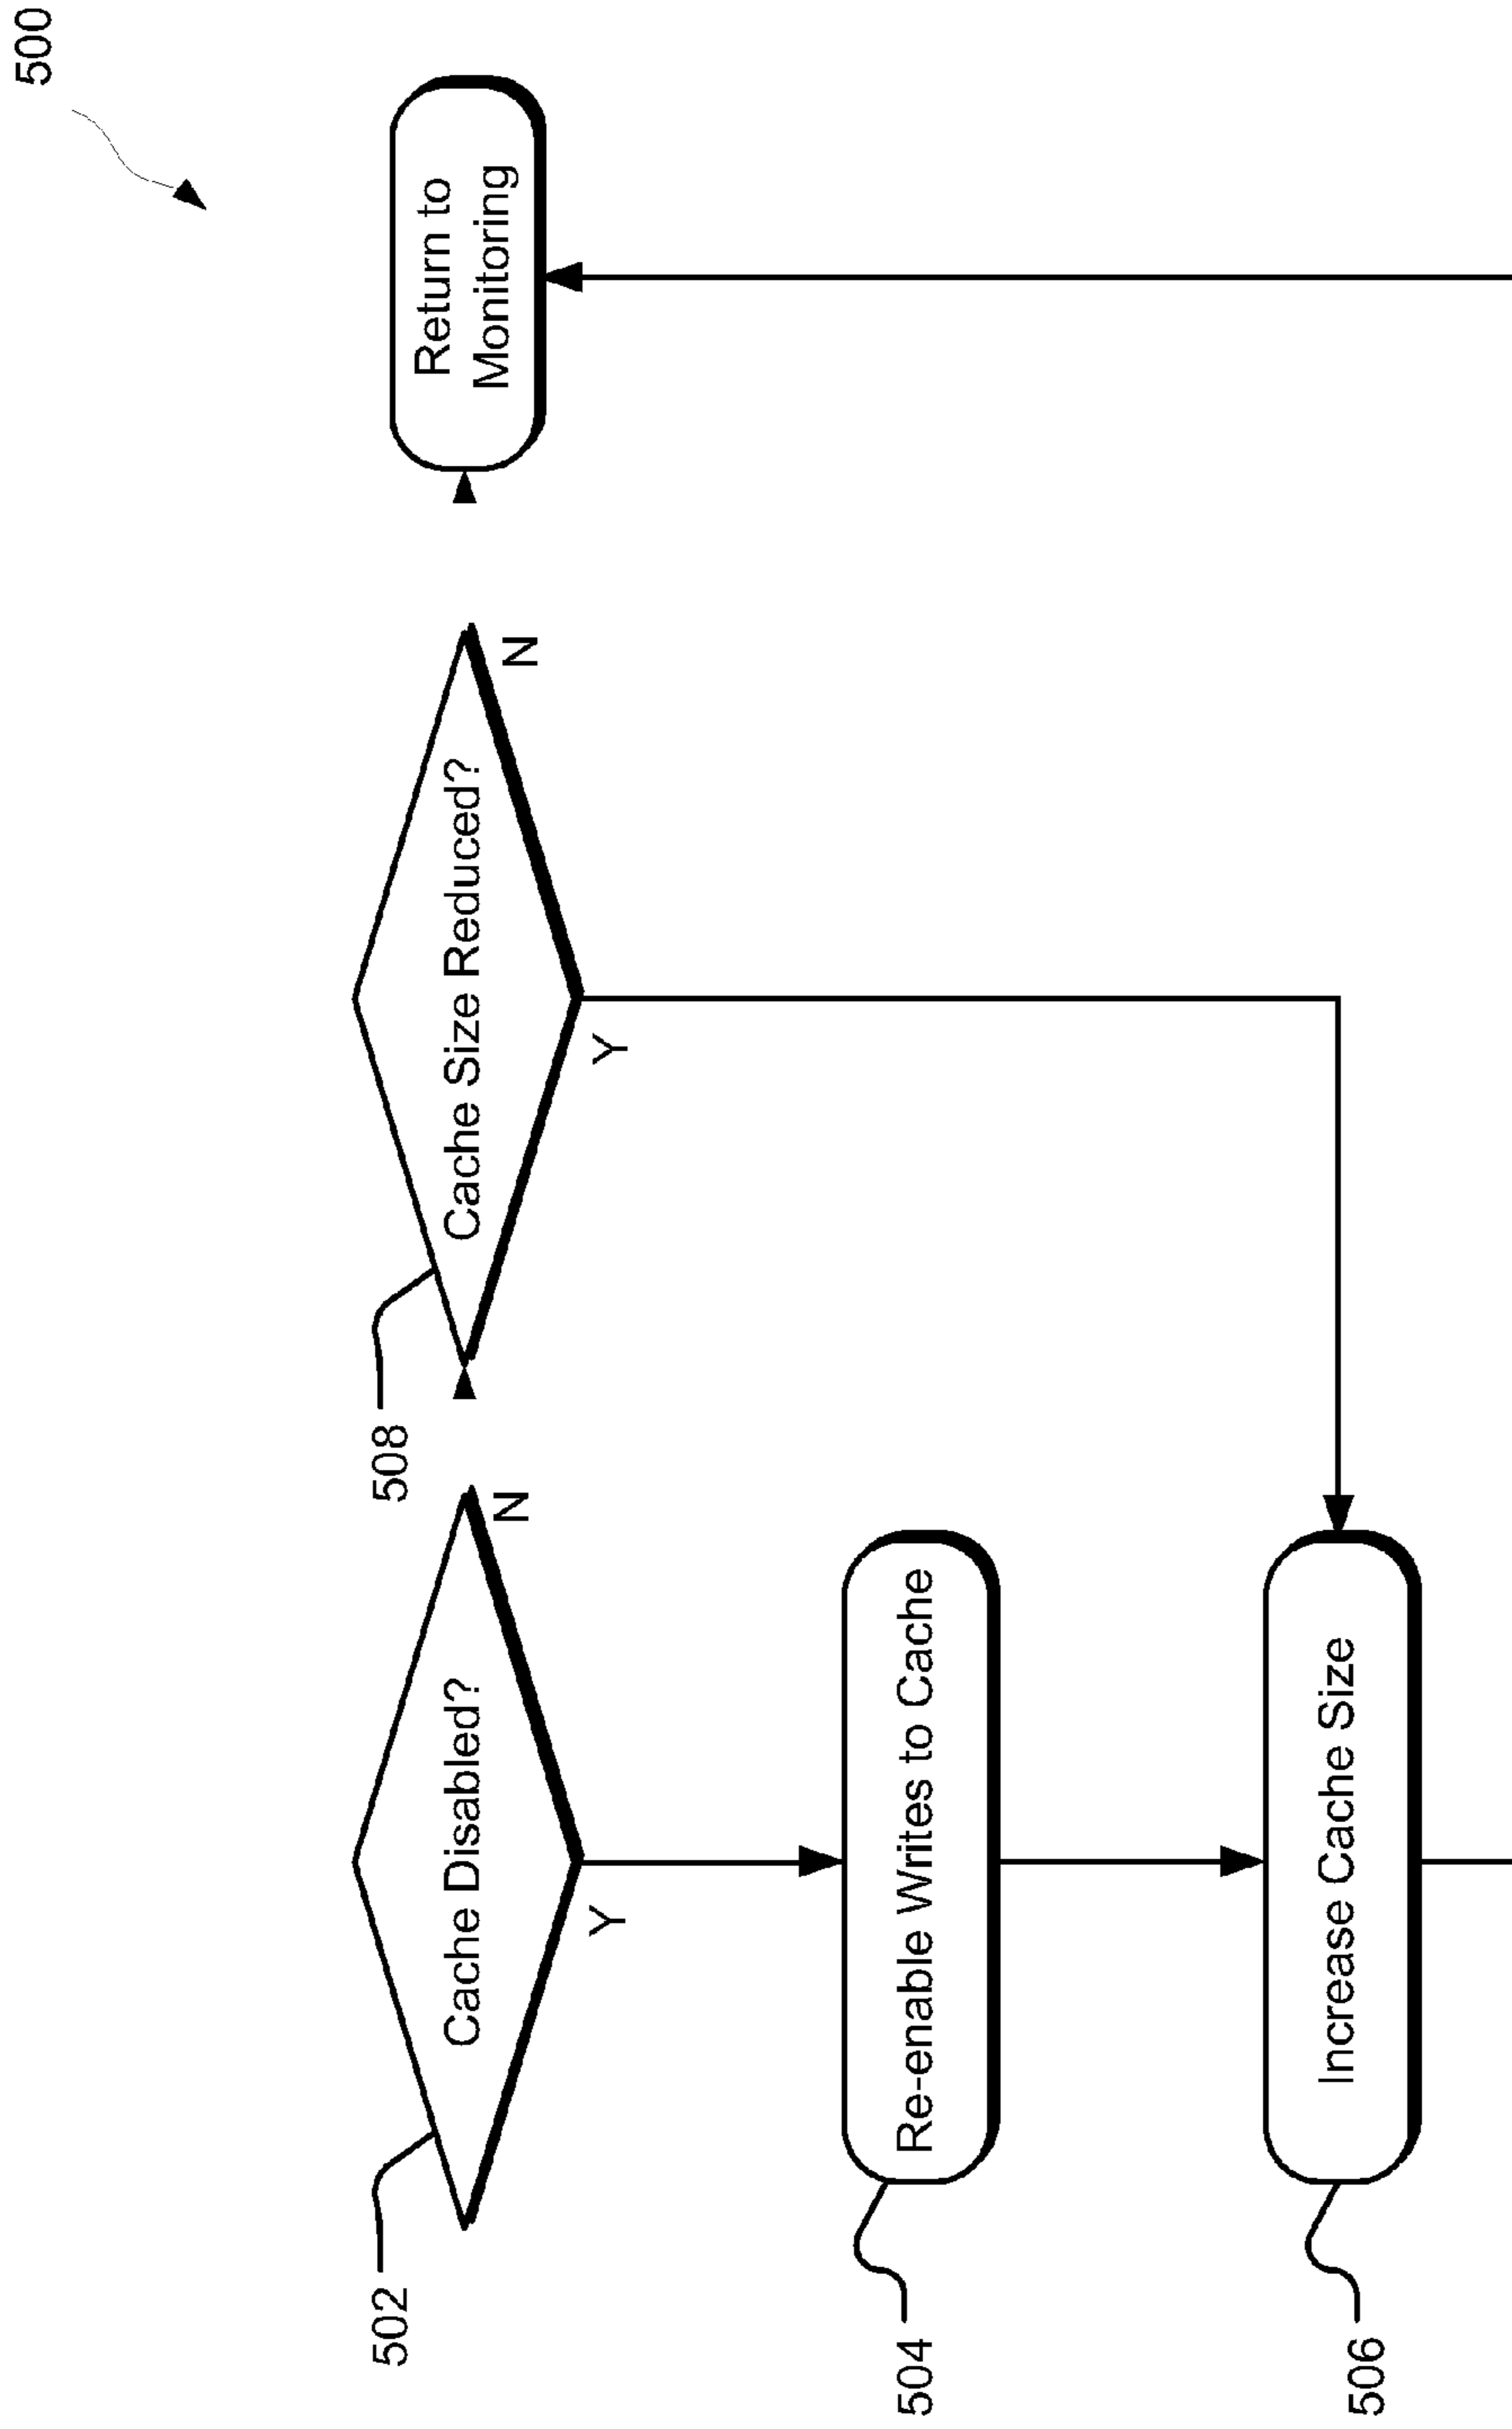 500
502
Cache Disabled?
N
Y
508
Cache Size Reduced?
N
Y
Return to
Monitoring
504
Re-enable Writes to Cache
506
Increase Cache Size